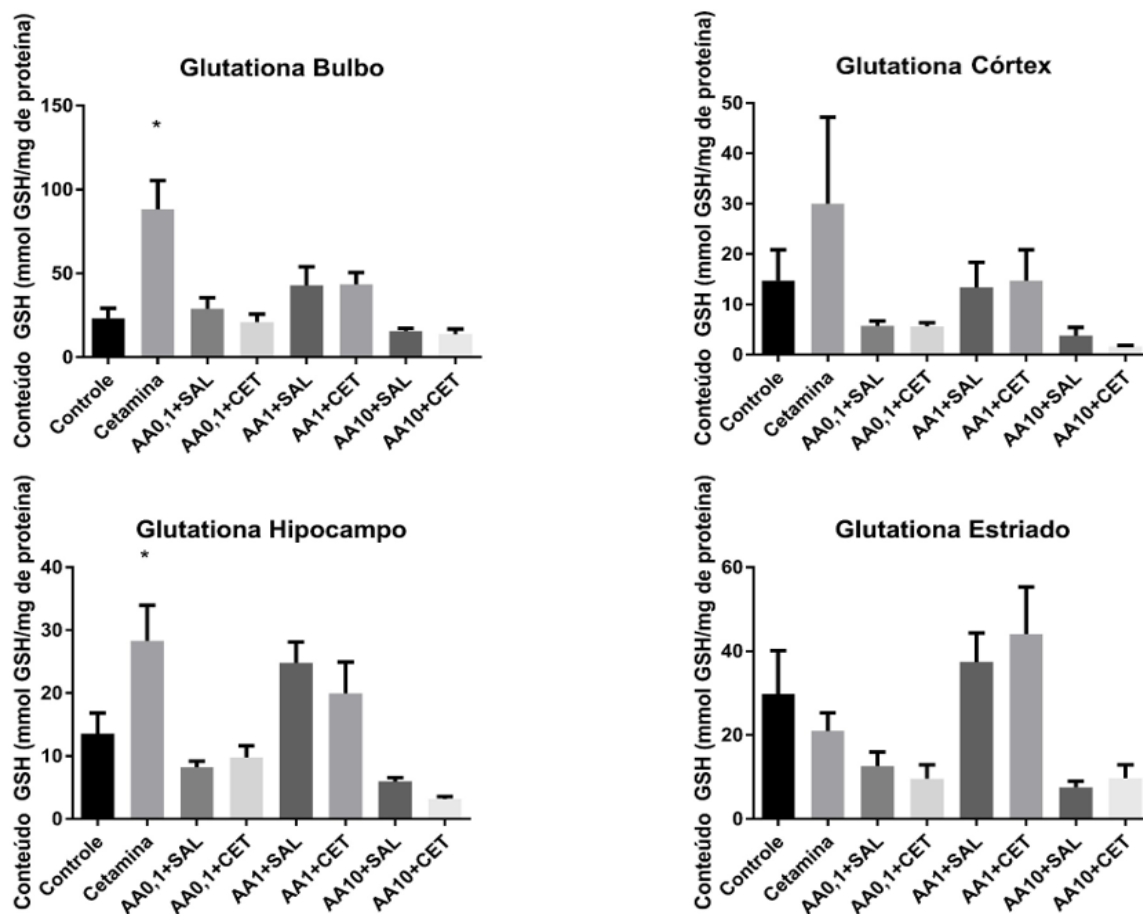 Glutationa Bulbo
Conteúdo GSH (mmol GSH/mg de proteína)
150
100
50
0
*
Controle
Cetamina
AA0,1+SAL
AA0,1+CET
AA1+SAL
AA1+CET
AA10+SAL
AA10+CET
Glutationa Córtex
Conteúdo GSH (mmol GSH/mg de proteína)
50
40
30
20
10
0
Controle
Cetamina
AA0,1+SAL
AA0,1+CET
AA1+SAL
AA1+CET
AA10+SAL
AA10+CET
Glutationa Hipocampo
Conteúdo GSH (mmol GSH/mg de proteína)
*
40
30
20
10
0
Controle
Cetamina
AA0,1+SAL
AA0,1+CET
AA1+SAL
AA1+CET
AA10+SAL
AA10+CET
Glutationa Estriado
Conteúdo GSH (mmol GSH/mg de proteína)
60
40
20
0
Controle
Cetamina
AA0,1+SAL
AA0,1+CET
AA1+SAL
AA1+CET
AA10+SAL
AA10+CET